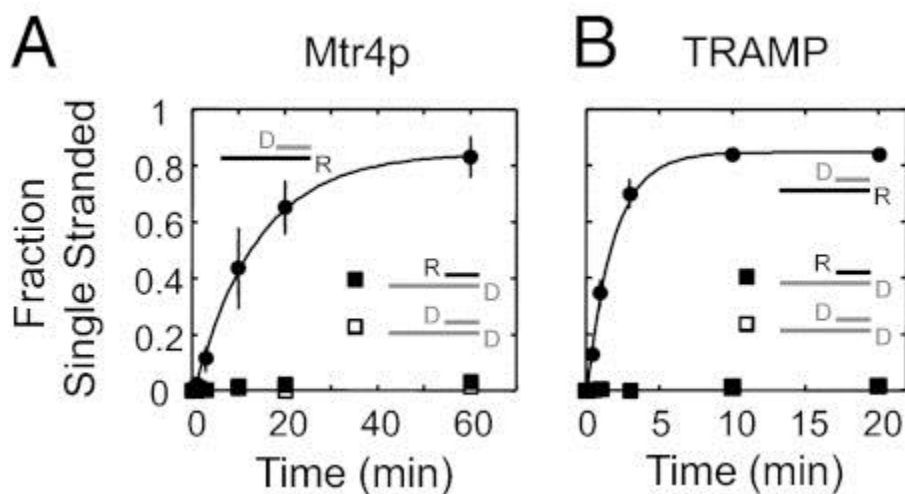 A
Mtr4p
B
TRAMP
Fraction
Single Stranded
1
0.8
0.6
0.4
0.2
0
D
R
R
D
D
D
0
20
40
60
Time (min)
D
R
R
D
D
D
0
5
10
15
20
Time (min)